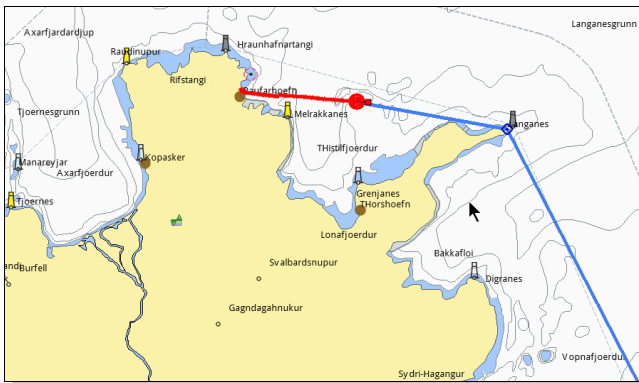 Langanesgrunn
Axarfjardardjup
Hraunhafnartangi
Raudinupur
Rifstangi
Raufarhoefn
Tjoernesgrunn
Melrakkanes
Langanes
THistilfjoerdur
Manareyjar
Kopasker
Axarfjoerdur
Grenjanes
Tjoernes
THorshoefn
Lonafjoerdur
Bakkafloi
Svalbardsnupur
Burfell
Digranes
Gagndagahnukur
Vopnafjoerdu
Sydri-Hagangur